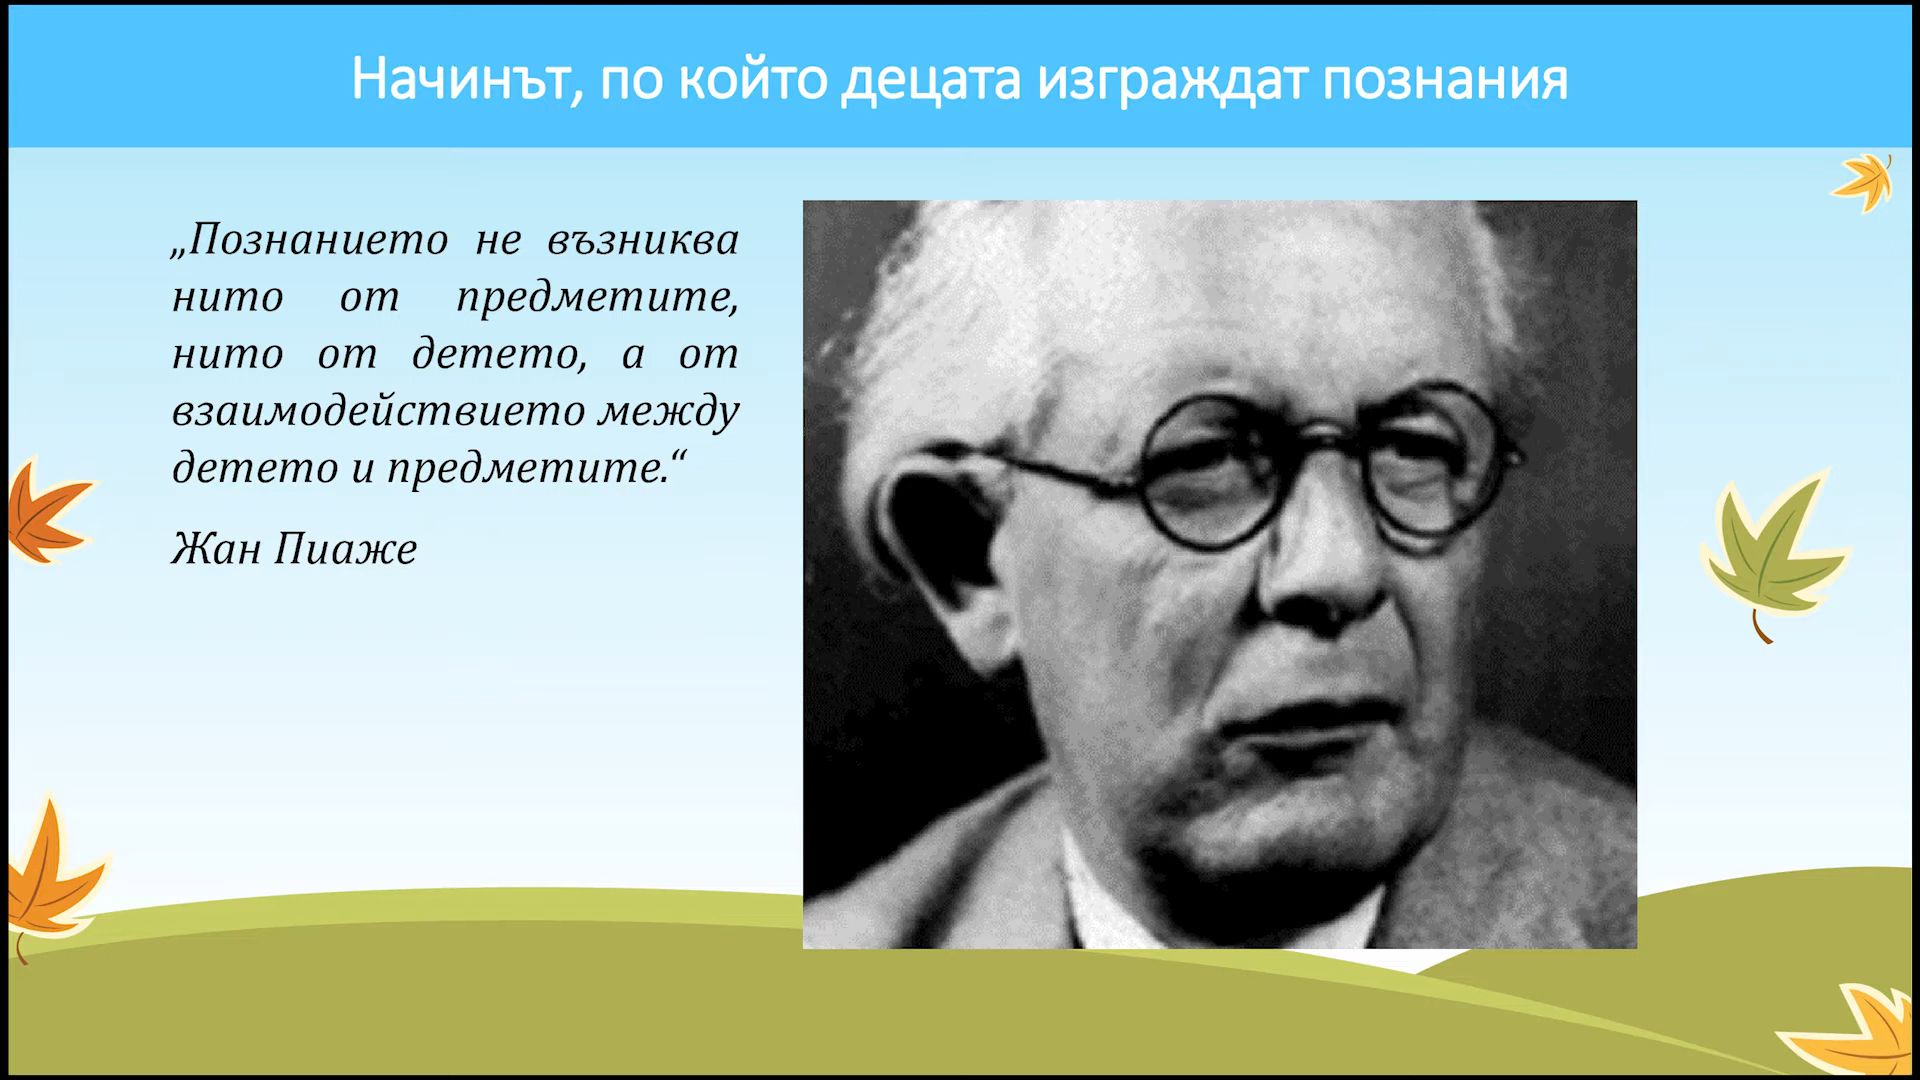 Начинът, по който децата изграждат познания
„Познанието не възниква
нито от предметите,
нито от детето, а от
взаимодействието между
детето и предметите.“
Жан Пиаже